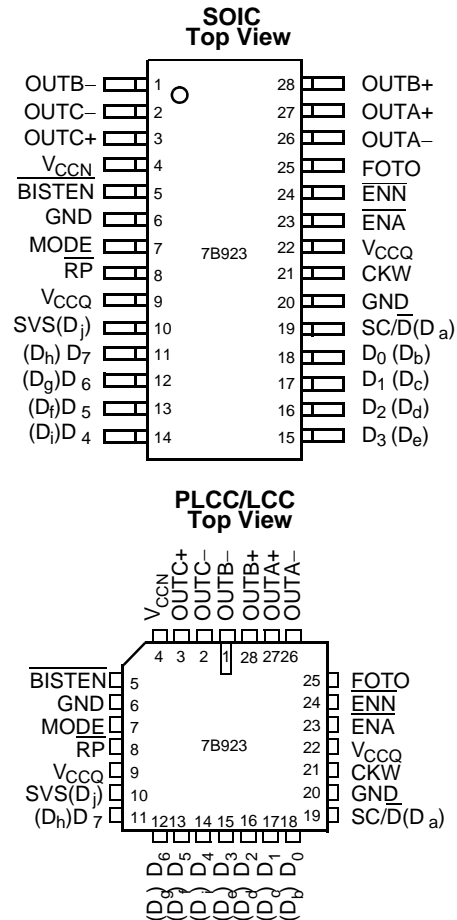 SOIC
Top View
OUTB− 1 28 OUTB+
OUTC− 2 27 OUTA+
OUTC+ 3 26 OUTA−
VCCN 4 25 FOTO
BISTEN 5 24 ENN
GND 6 23 ENA
MODE 7 7B923 22 VCCQ
RP 8 21 CKW
VCCQ 9 20 GND
SVS(Dj) 10 19 SC/D(Da)
(Dh) D7 11 18 D0 (Db)
(Dg)D6 12 17 D1 (Dc)
(Df)D5 13 16 D2 (Dd)
(Di)D4 14 15 D3 (De)
PLCC/LCC
Top View
VCCN OUTC+ OUTC− OUTB− OUTB+ OUTA+ OUTA−
4 3 2 1 28 27 26
BISTEN 5 25 FOTO
GND 6 24 ENN
MODE 7 23 ENA
RP 8 7B923 22 VCCQ
VCCQ 9 21 CKW
SVS(Dj) 10 20 GND
(Dh)D7 11 19 SC/D(Da)
12 13 14 15 16 17 18
(Dg) D6 (Df) D5 (Di) D4 (De) D3 (Dd) D2 (Dc) D1 (Db) D0